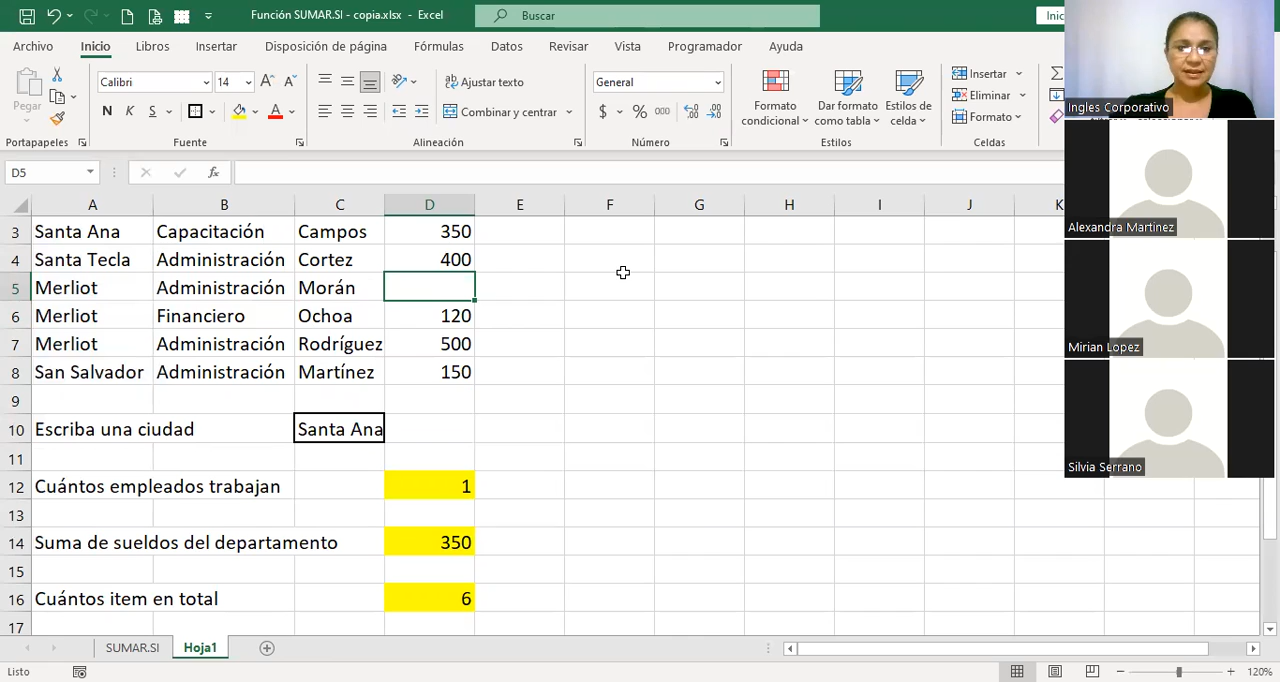 Función SUMAR.SI - copia.xlsx - Excel
Buscar
Inic
Archivo Inicio Libros Insertar Disposición de página Fórmulas Datos Revisar Vista Programador Ayuda
Pegar
Calibri 14
N K S
Ajustar texto
Combinar y centrar
General
$ % 000
Formato condicional
Dar formato como tabla
Estilos de celda
Insertar
Eliminar
Formato
Portapapeles Fuente Alineación Número Estilos Celdas
D5
fx
A B C D E F G H I J K
3 Santa Ana Capacitación Campos 350
4 Santa Tecla Administración Cortez 400
5 Merliot Administración Morán
6 Merliot Financiero Ochoa 120
7 Merliot Administración Rodríguez 500
8 San Salvador Administración Martínez 150
9
10 Escriba una ciudad Santa Ana
11
12 Cuántos empleados trabajan 1
13
14 Suma de sueldos del departamento 350
15
16 Cuántos item en total 6
17
SUMAR.SI Hoja1
Listo
120%
Ingles Corporativo
Alexandra Martinez
Mirian Lopez
Silvia Serrano